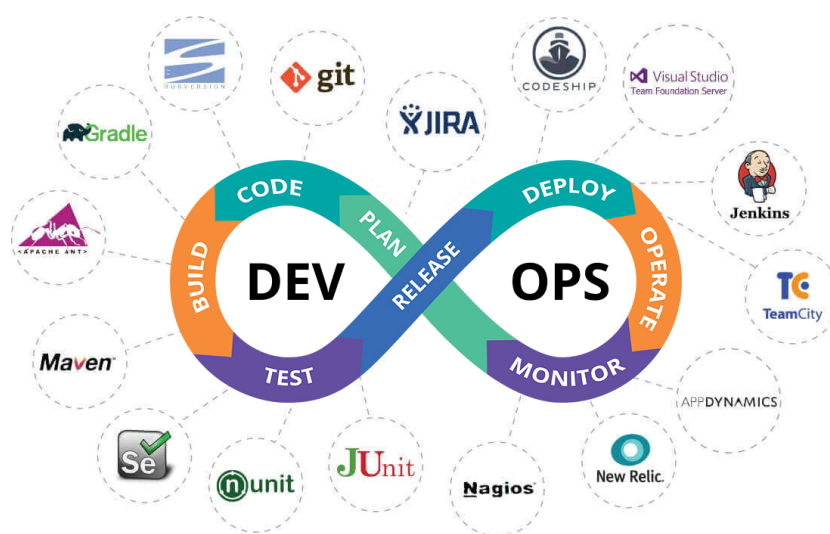 SUBVERSION
git
CODESHIP
Visual Studio
Team Foundation Server
Gradle
JIRA
CODE
DEPLOY
PLAN
Jenkins
<APACHE ANT>
BUILD
DEV
RELEASE
OPS
OPERATE
TeamCity
Maven™
TEST
MONITOR
APPDYNAMICS
Se
nunit
JUnit
Nagios®
New Relic.